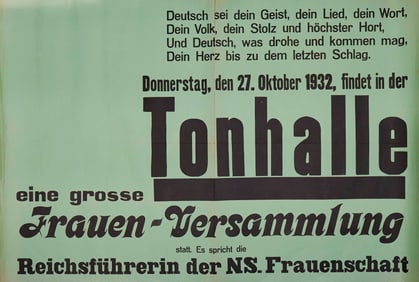 Deutsch sei dein Geist, dein Lied, dein Wort,
Dein Volk, dein Stolz und höchster Hort,
Und Deutsch, was drohe und kommen mag,
Dein Herz bis zu dem letzten Schlag.
Donnerstag, den 27. Oktober 1932, findet in der
Tonhalle
eine grosse
Frauen-Versammlung
statt. Es spricht die
Reichsführerin der NS. Frauenschaft